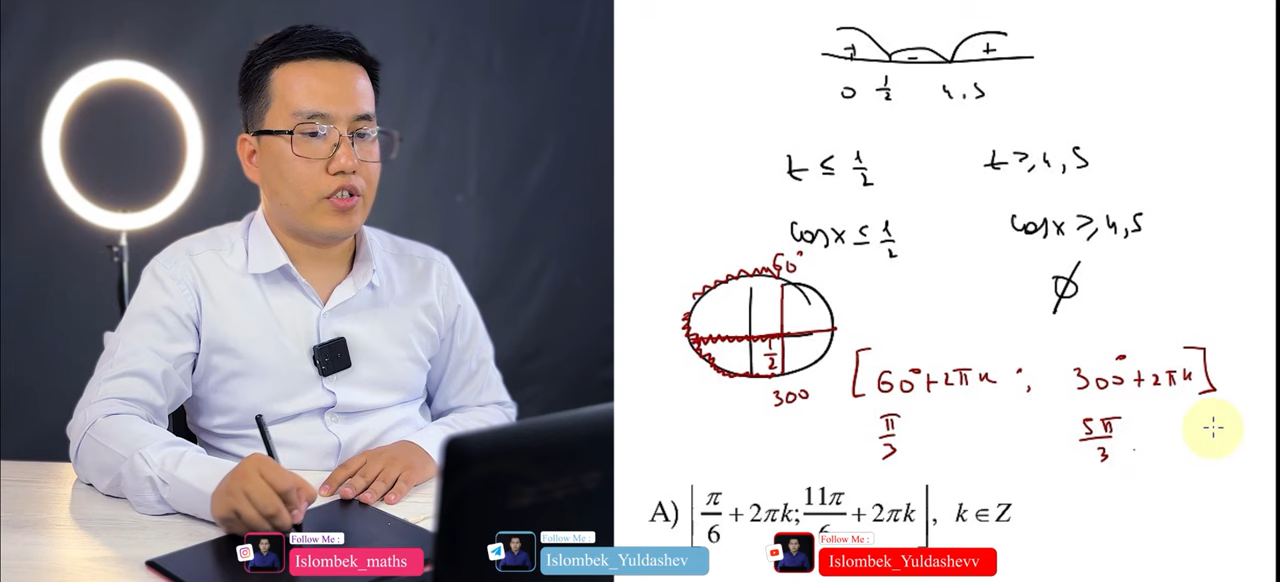 + - +
0 1/2 4,5
t ≤ 1/2 t ≥ 4,5
cosx ≤ 1/2 cosx ≥ 4,5
60°
∅
1/2
[60°+2πk ; 300°+2πk]
300
π/3 5π/3
A) [π/6 + 2πk; 11π/6 + 2πk], k ∈ Z
Follow Me :
Islombek_maths
Follow Me :
Islombek_Yuldashev
Follow Me :
Islombek_Yuldashevv